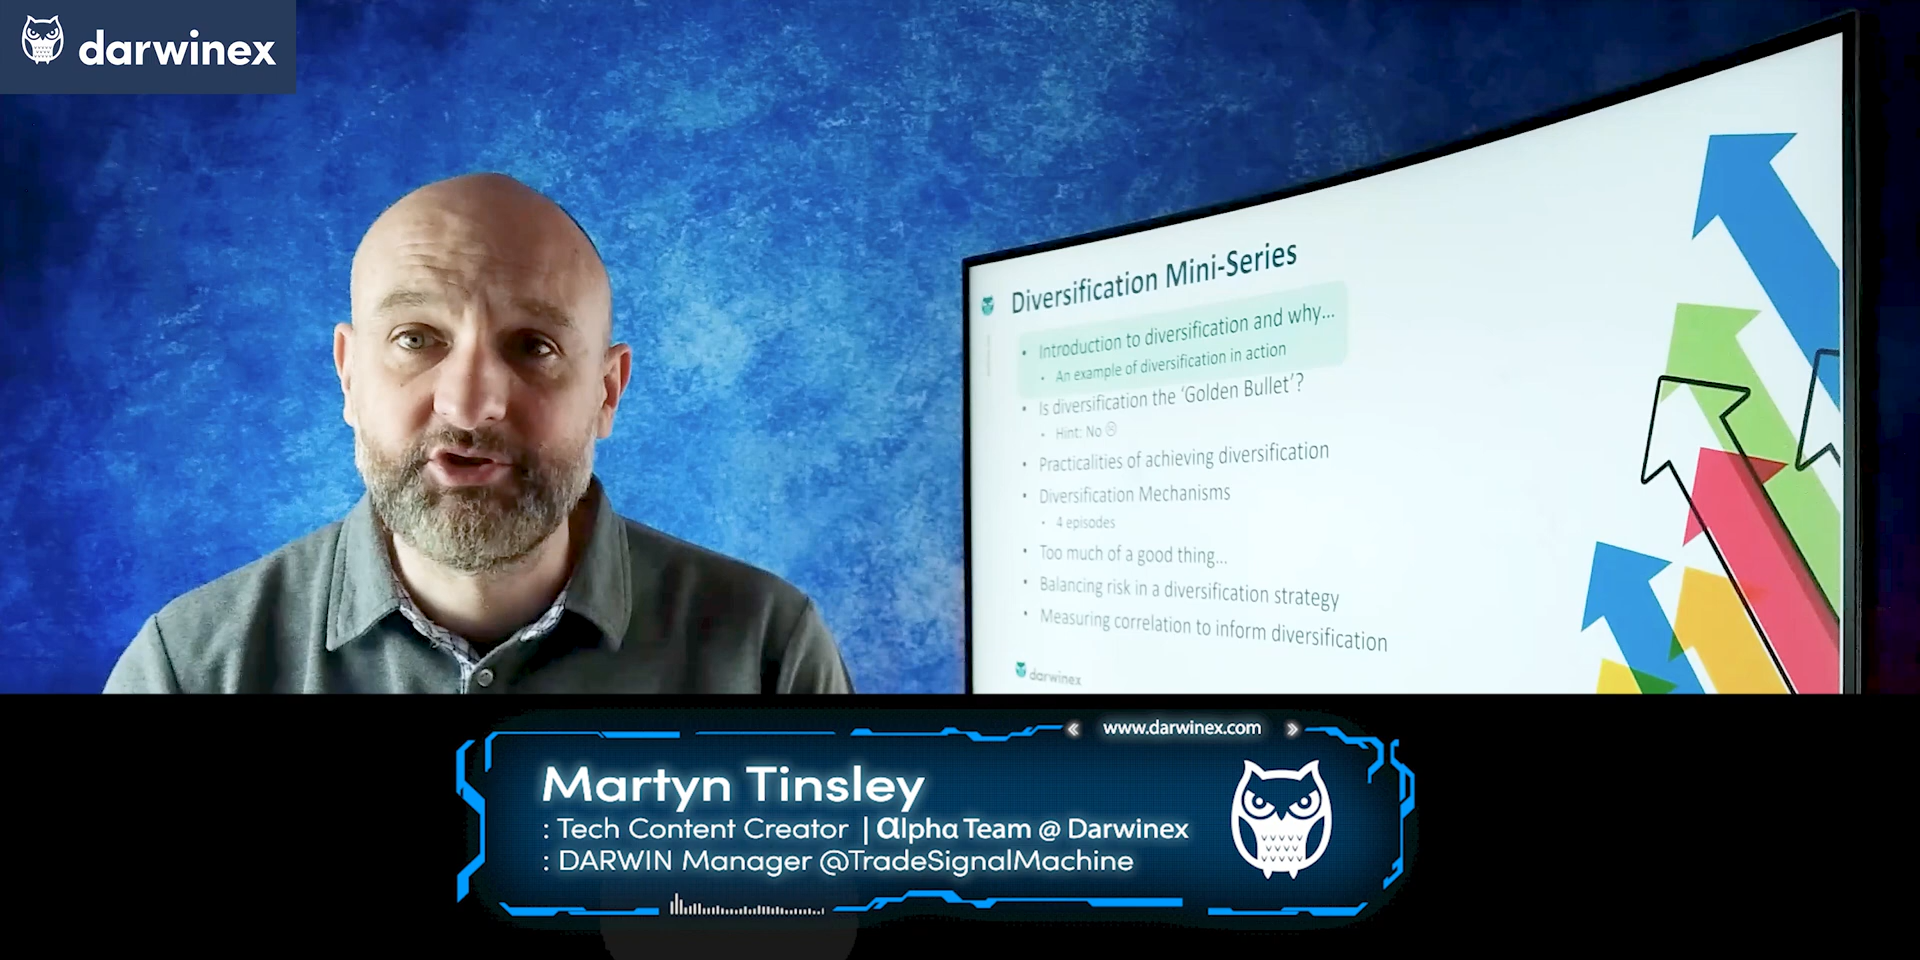 darwinex
Diversification Mini-Series
• Introduction to diversification and why...
• An example of diversification in action
• Is diversification the 'Golden Bullet'?
• Hint: No ☹
• Practicalities of achieving diversification
• Diversification Mechanisms
• 4 episodes
• Too much of a good thing...
• Balancing risk in a diversification strategy
• Measuring correlation to inform diversification
darwinex
« www.darwinex.com »
Martyn Tinsley
: Tech Content Creator | αlphα Team @ Darwinex
: DARWIN Manager @TradeSignalMachine